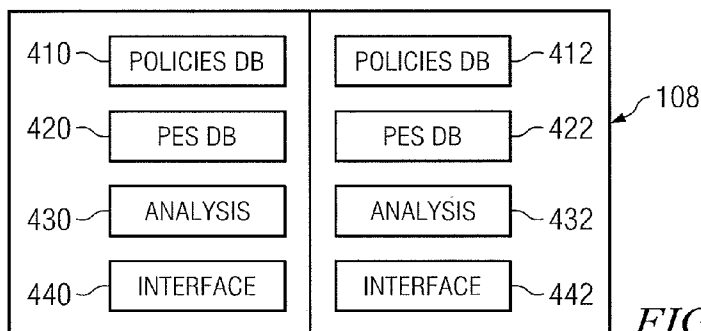 410 POLICIES DB POLICIES DB 412
108
420 PES DB PES DB 422
430 ANALYSIS ANALYSIS 432
440 INTERFACE INTERFACE 442
FIG